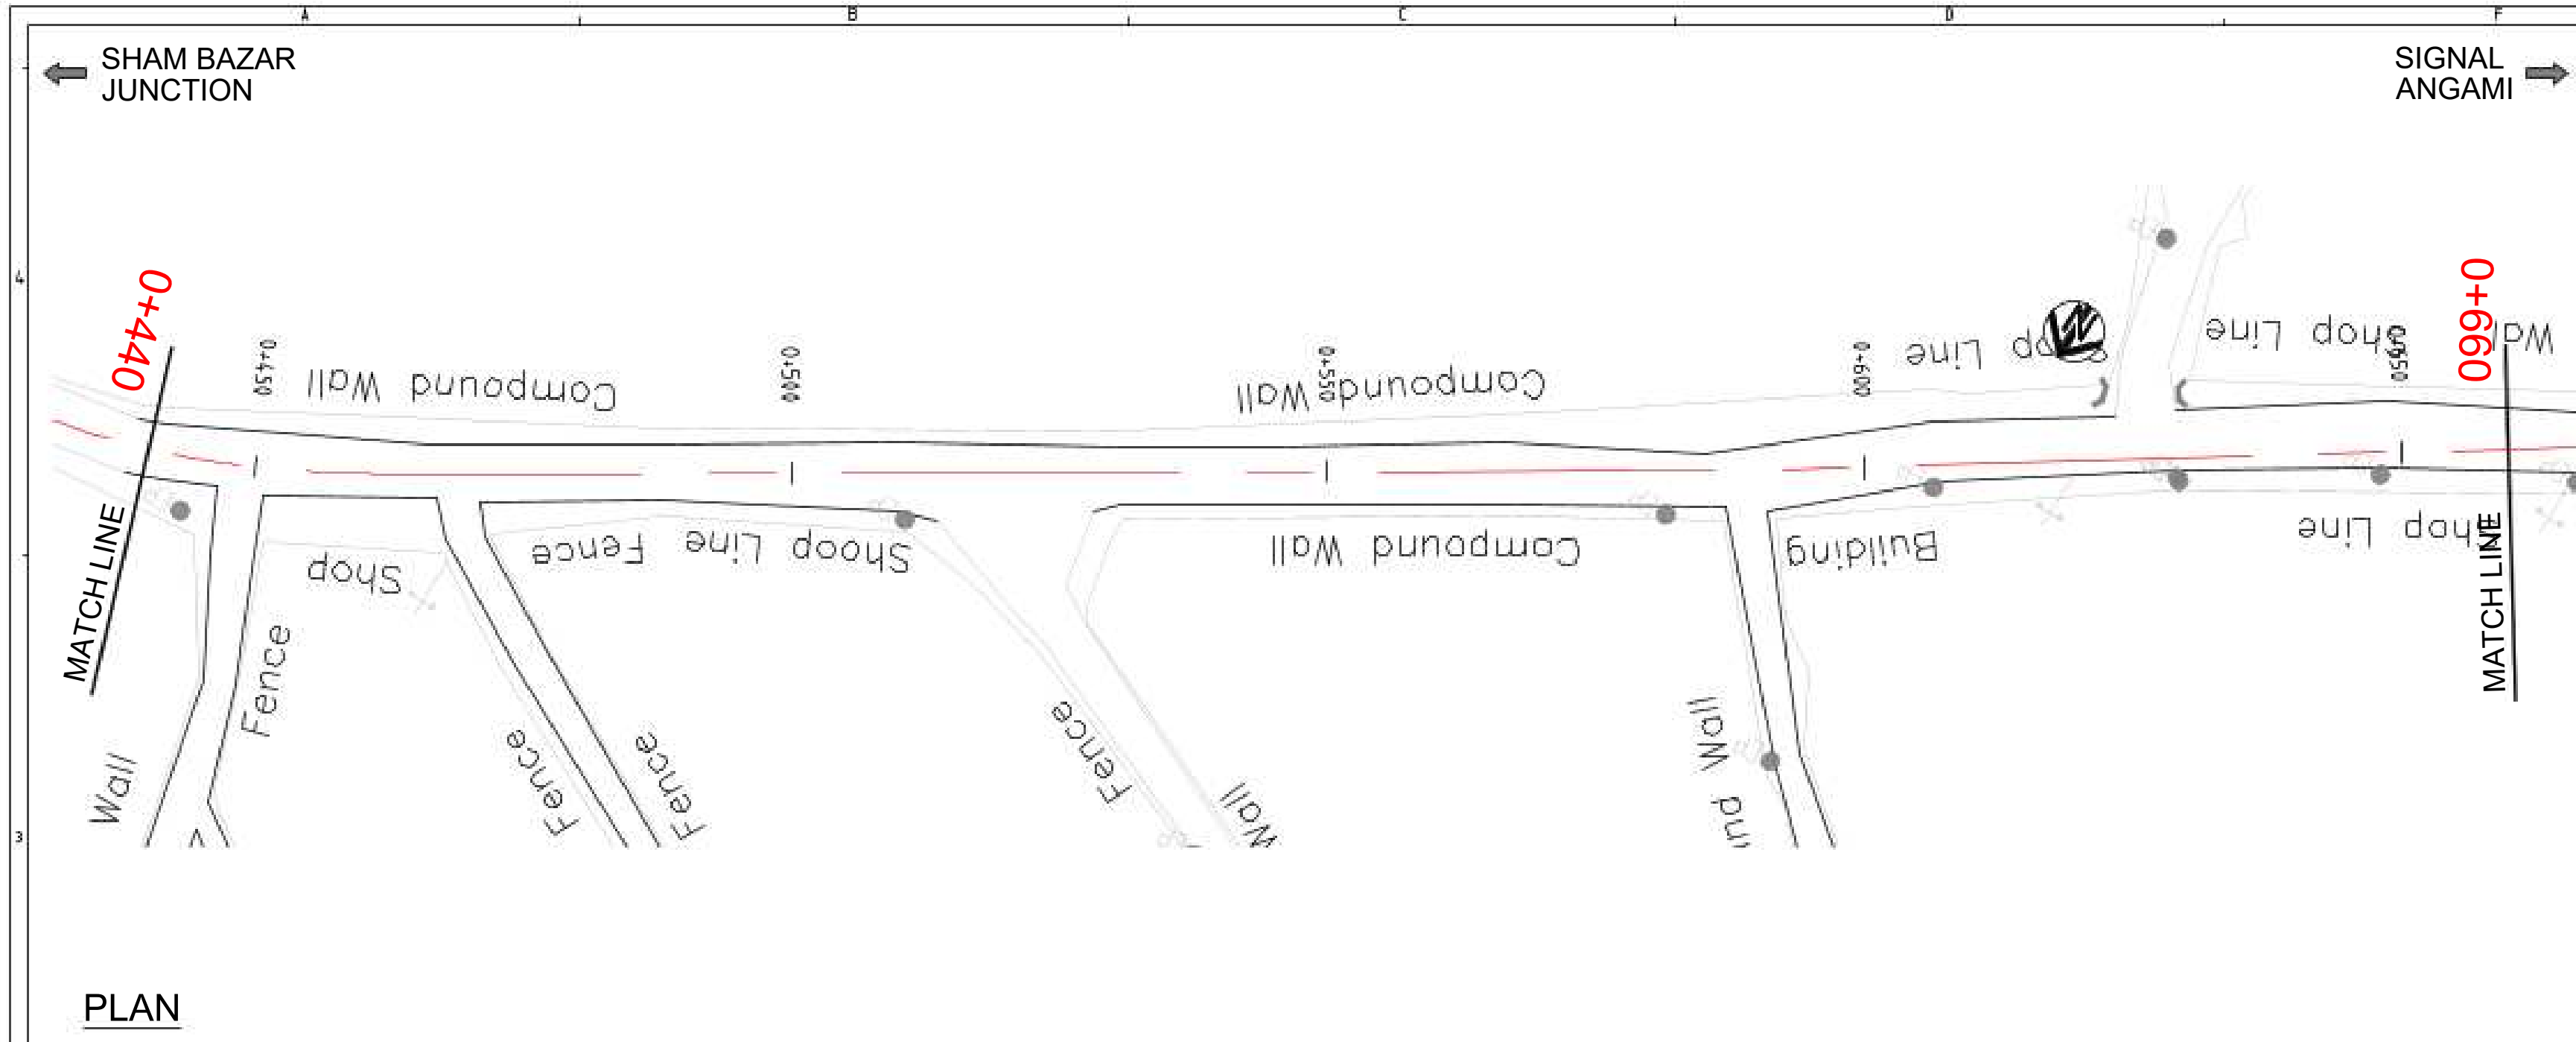 A
B
C
D
F
SHAM BAZAR
JUNCTION
SIGNAL
ANGAMI
4
0+440
0+450
Compound Wall
0+500
0+550
Compound Wall
0+600
Line
Shop Line
0+650
0+660
Wall
MATCH LINE
Shop
Fence
Shoop Line
Compound Wall
Building
Shop Line
MATCH LINE
Fence
Wall
Fence
Fence
Fence
Wall
Wall
3
PLAN